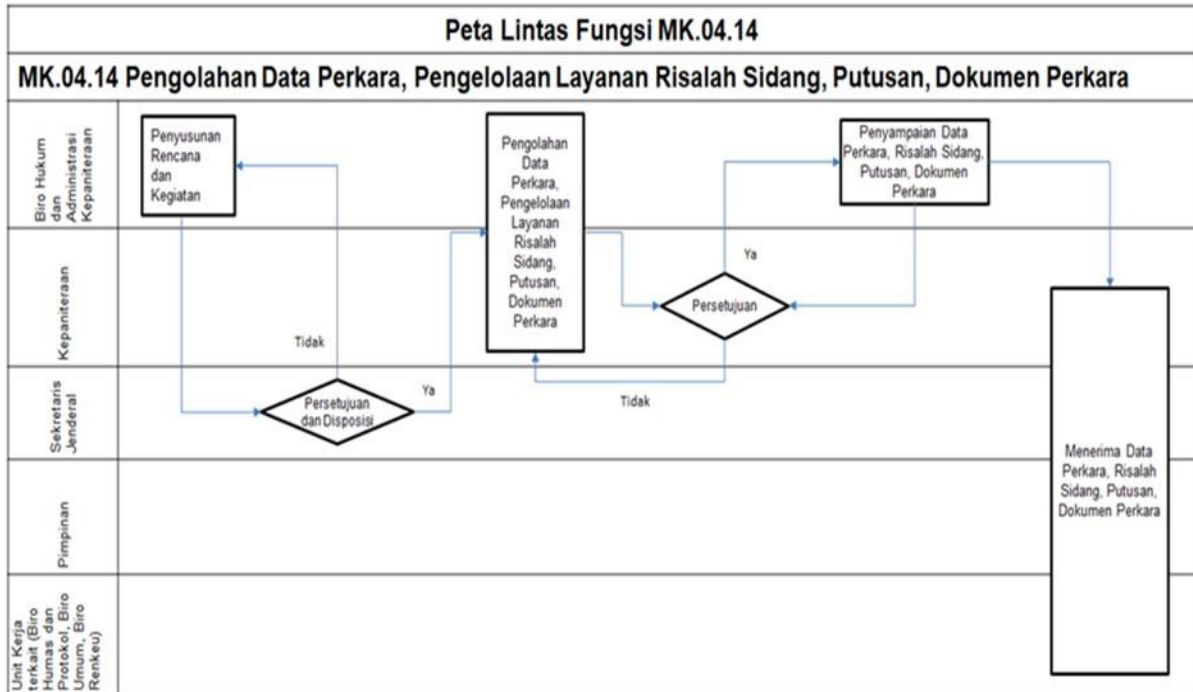 Peta Lintas Fungsi MK.04.14
MK.04.14 Pengolahan Data Perkara, Pengelolaan Layanan Risalah Sidang, Putusan, Dokumen Perkara
Biro Hukum
dan
Administrasi
Kepaniteraan
Penyusunan
Rencana
dan
Kegiatan
Pengolahan
Data
Perkara,
Pengelolaan
Layanan
Risalah
Sidang,
Putusan,
Dokumen
Perkara
Penyampaian Data
Perkara, Risalah Sidang,
Putusan, Dokumen
Perkara
Kepaniteraan
Tidak
Ya
Persetujuan
Tidak
Sekretaris
Jenderal
Persetujuan
dan Disposisi
Ya
Menerima Data
Perkara, Risalah
Sidang, Putusan,
Dokumen Perkara
Pimpinan
Unit Kerja
terkait (Biro
Humas dan
Protokol, Biro
Umum, Biro
Renkeu)